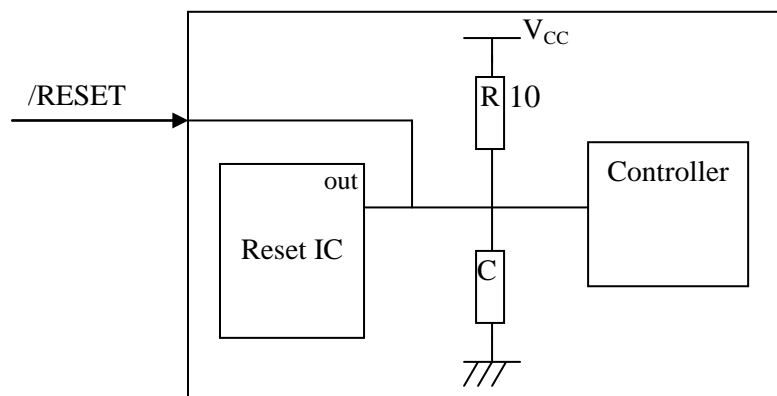 V_CC
/RESET
R 10
out
Controller
Reset IC
C